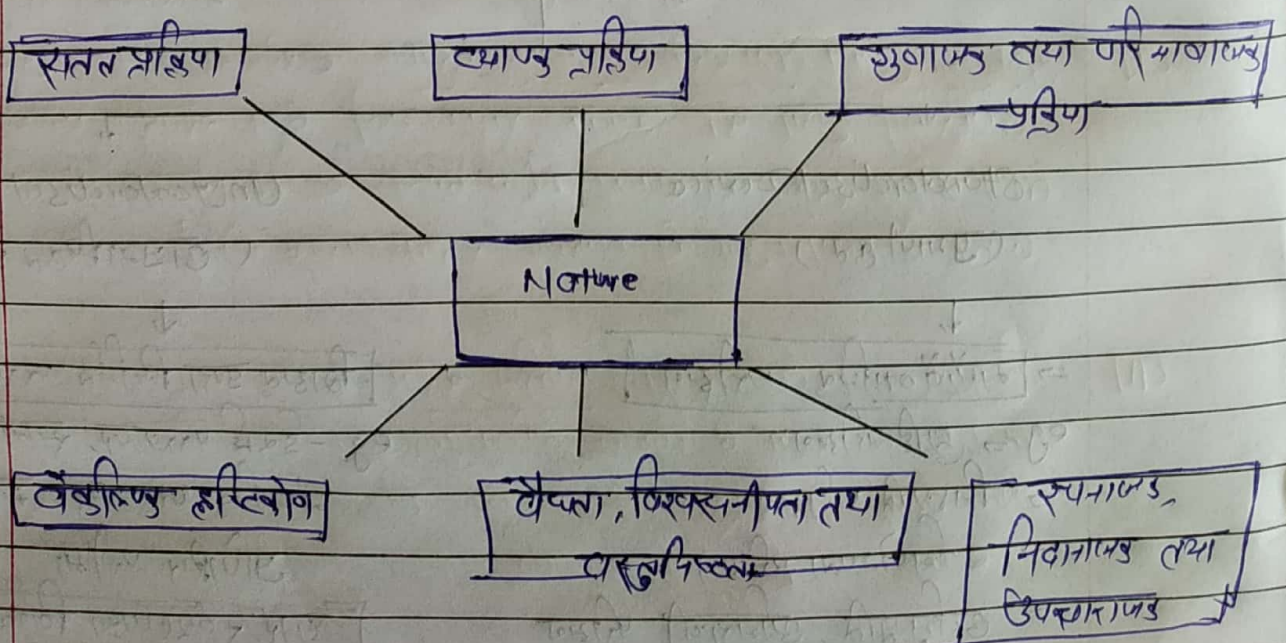 सतत प्रक्रिया
व्यापक प्रक्रिया
गुणात्मक तथा परिमाणात्मक
प्रक्रिया
Nature
वैकल्पिक दृष्टिकोण
वैधता, विश्वसनीयता तथा
वस्तुनिष्ठता
रचनात्मक,
निदानात्मक तथा
उपचारात्मक